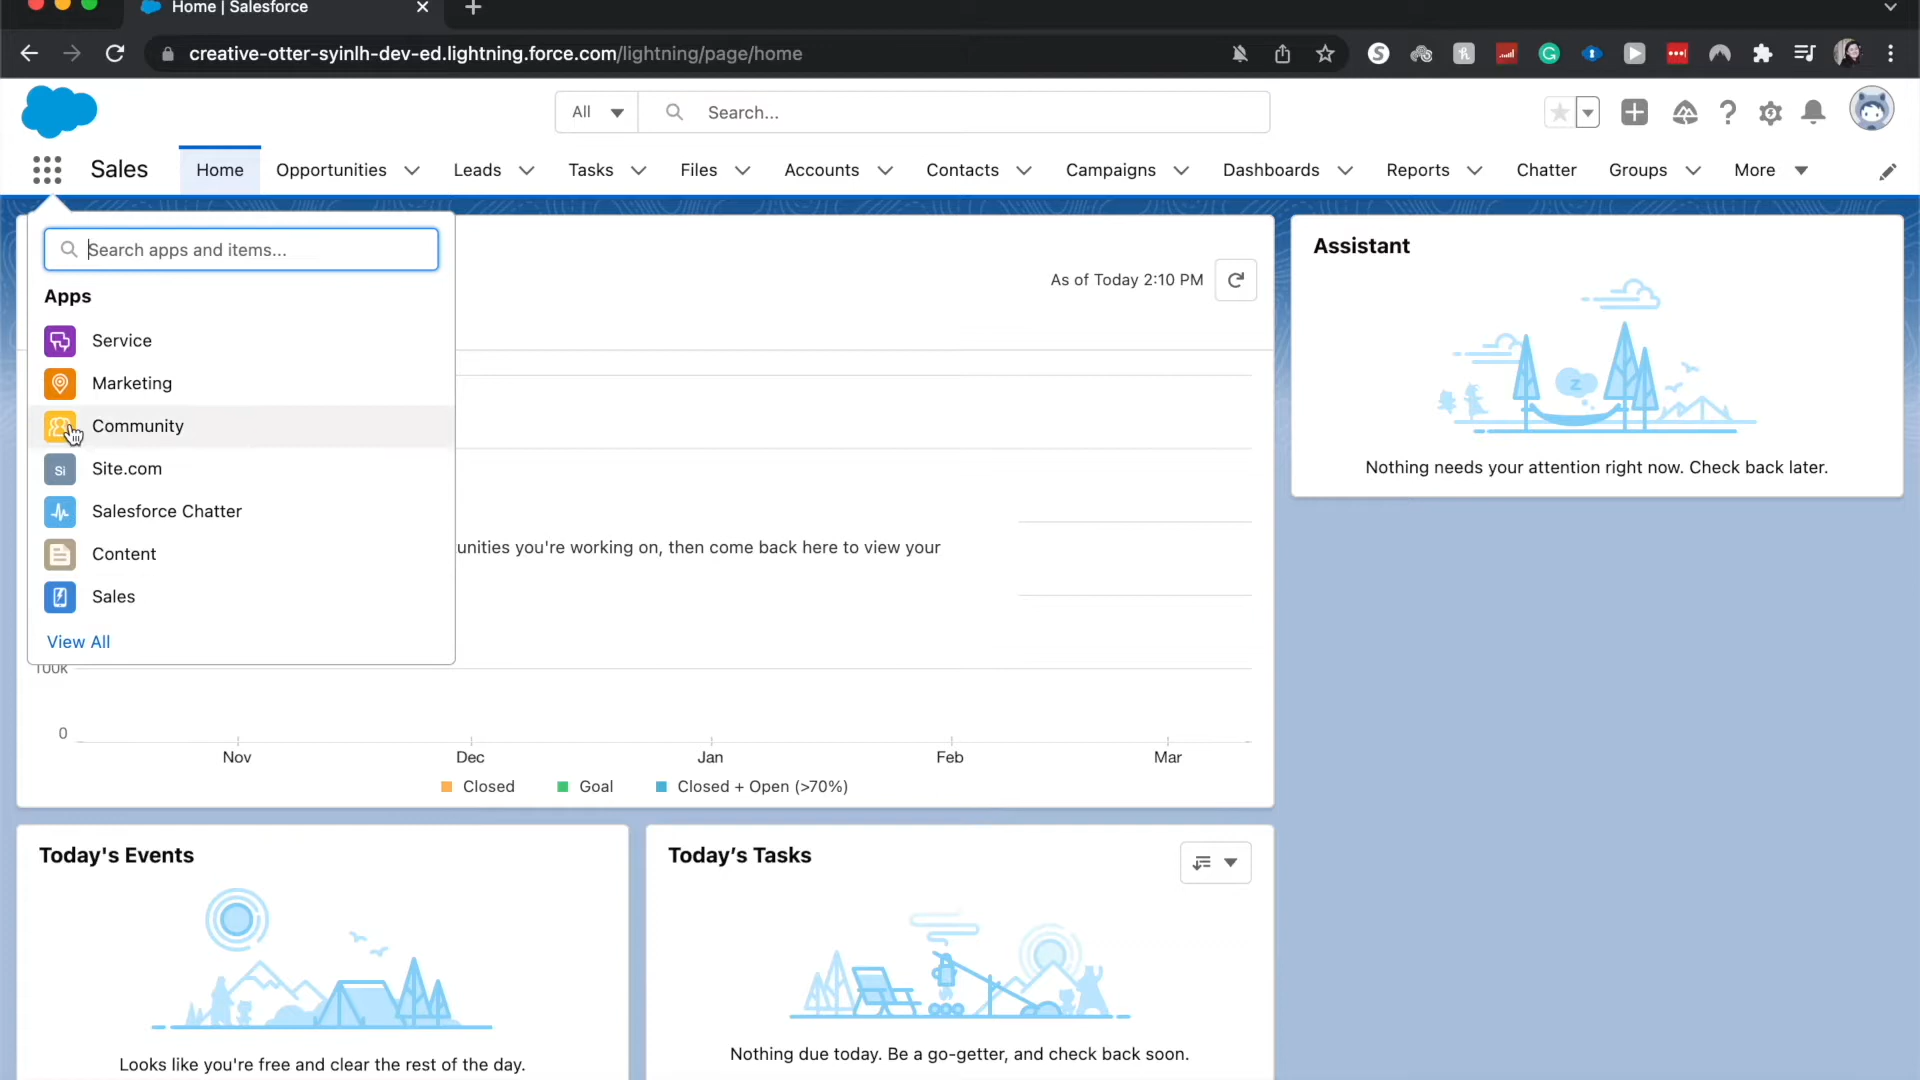 Home | Salesforce
creative-otter-syinlh-dev-ed.lightning.force.com/lightning/page/home
All
Search...
Sales
Home
Opportunities
Leads
Tasks
Files
Accounts
Contacts
Campaigns
Dashboards
Reports
Chatter
Groups
More
Search apps and items...
Apps
Service
Marketing
Community
Si
Site.com
Salesforce Chatter
Content
Sales
View All
As of Today 2:10 PM
unities you're working on, then come back here to view your
100k
0
Nov
Dec
Jan
Feb
Mar
Closed
Goal
Closed + Open (>70%)
Assistant
z
Nothing needs your attention right now. Check back later.
Today's Events
Looks like you're free and clear the rest of the day.
Today’s Tasks
Nothing due today. Be a go-getter, and check back soon.